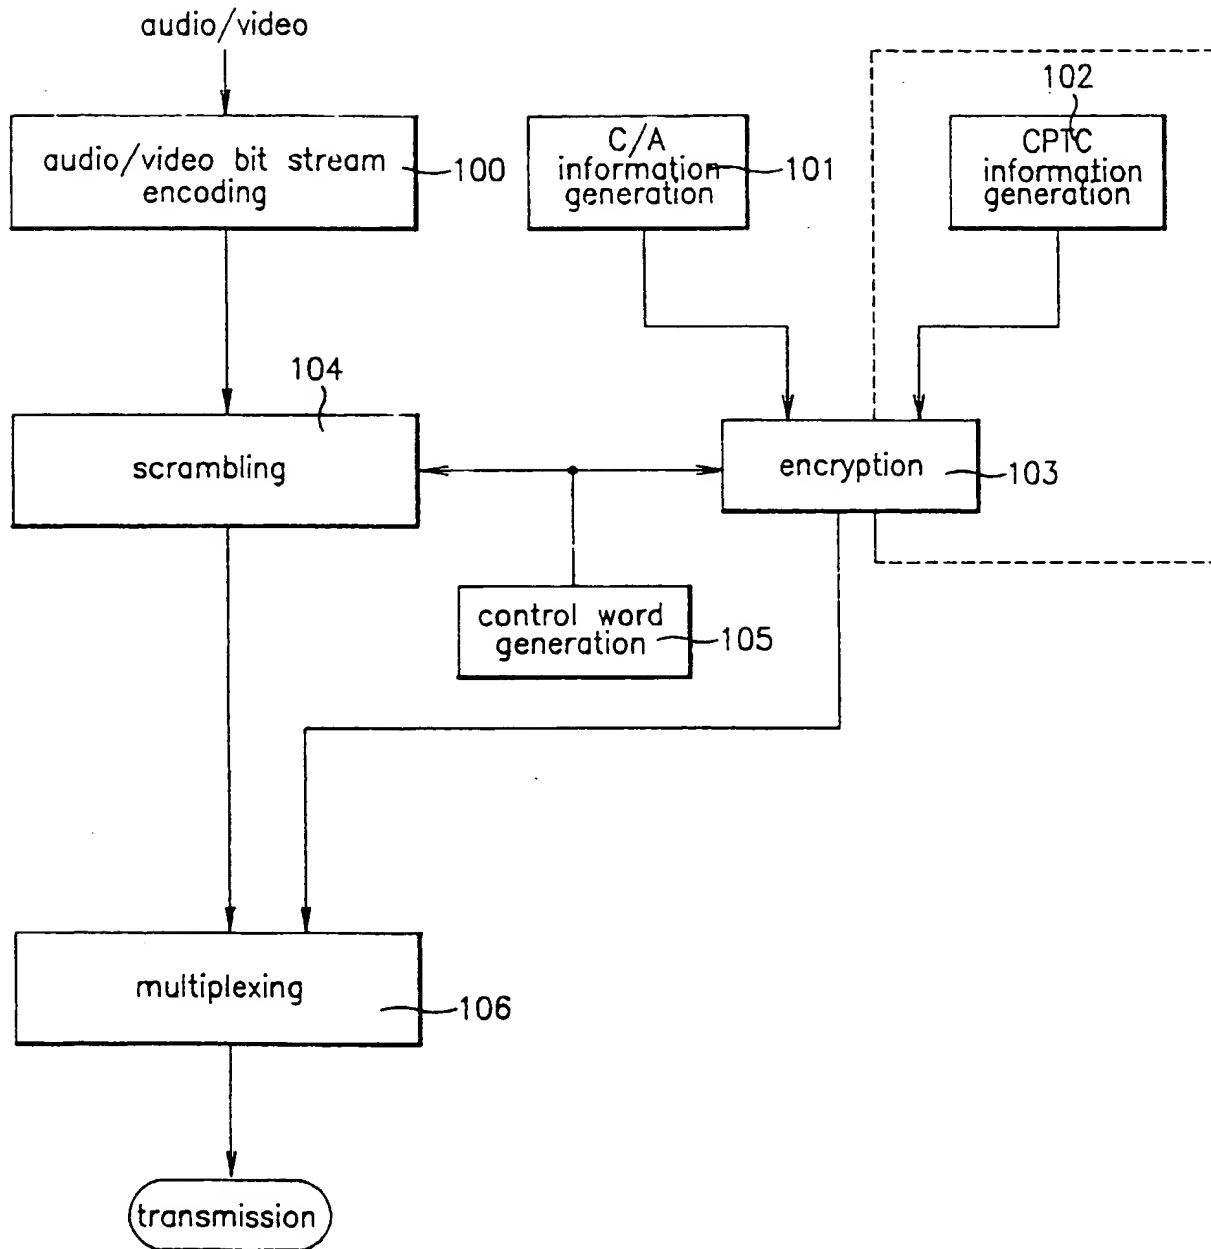 audio/video
audio/video bit stream
encoding
100
C/A
information
generation
101
102
CPTC
information
generation
104
scrambling
encryption
103
control word
generation
105
multiplexing
106
transmission